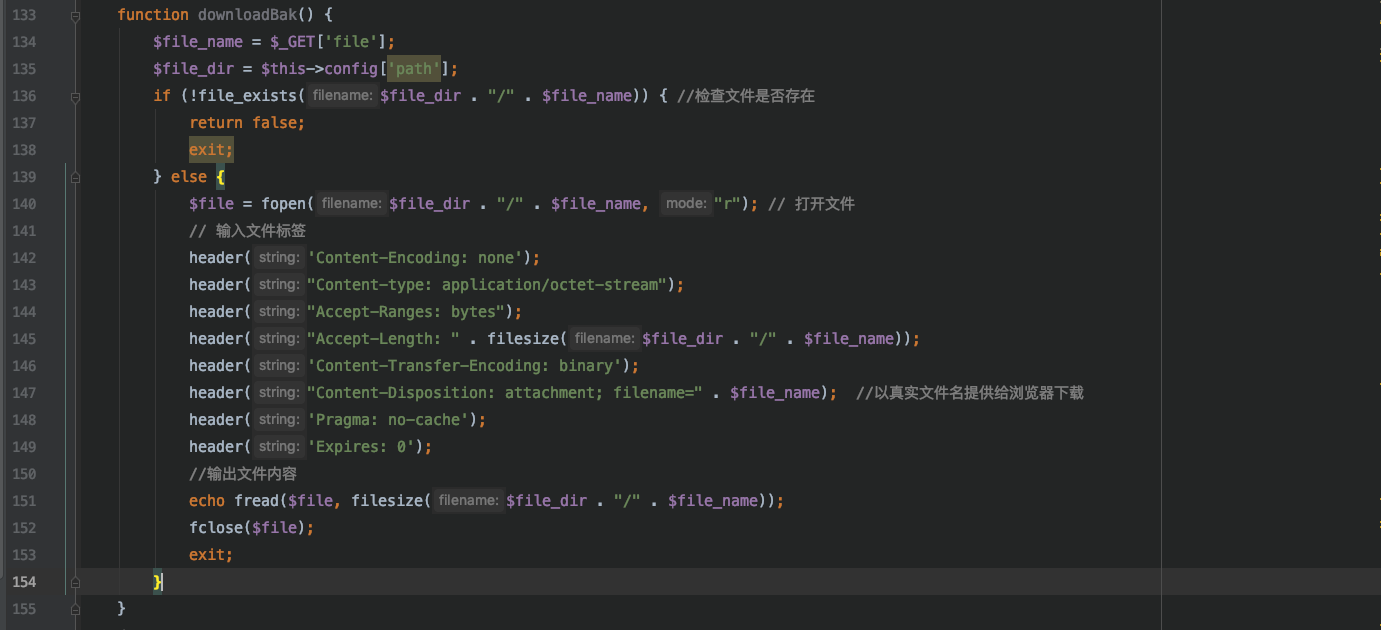 133 function downloadBak() {
134 $file_name = $_GET['file'];
135 $file_dir = $this->config['path'];
136 if (!file_exists( filename: $file_dir . "/" . $file_name)) { //检查文件是否存在
137 return false;
138 exit;
139 } else {
140 $file = fopen( filename: $file_dir . "/" . $file_name, mode: "r"); // 打开文件
141 // 输入文件标签
142 header( string: 'Content-Encoding: none');
143 header( string: "Content-type: application/octet-stream");
144 header( string: "Accept-Ranges: bytes");
145 header( string: "Accept-Length: " . filesize( filename: $file_dir . "/" . $file_name));
146 header( string: 'Content-Transfer-Encoding: binary');
147 header( string: "Content-Disposition: attachment; filename=" . $file_name); //以真实文件名提供给浏览器下载
148 header( string: 'Pragma: no-cache');
149 header( string: 'Expires: 0');
150 //输出文件内容
151 echo fread($file, filesize( filename: $file_dir . "/" . $file_name));
152 fclose($file);
153 exit;
154 }
155 }